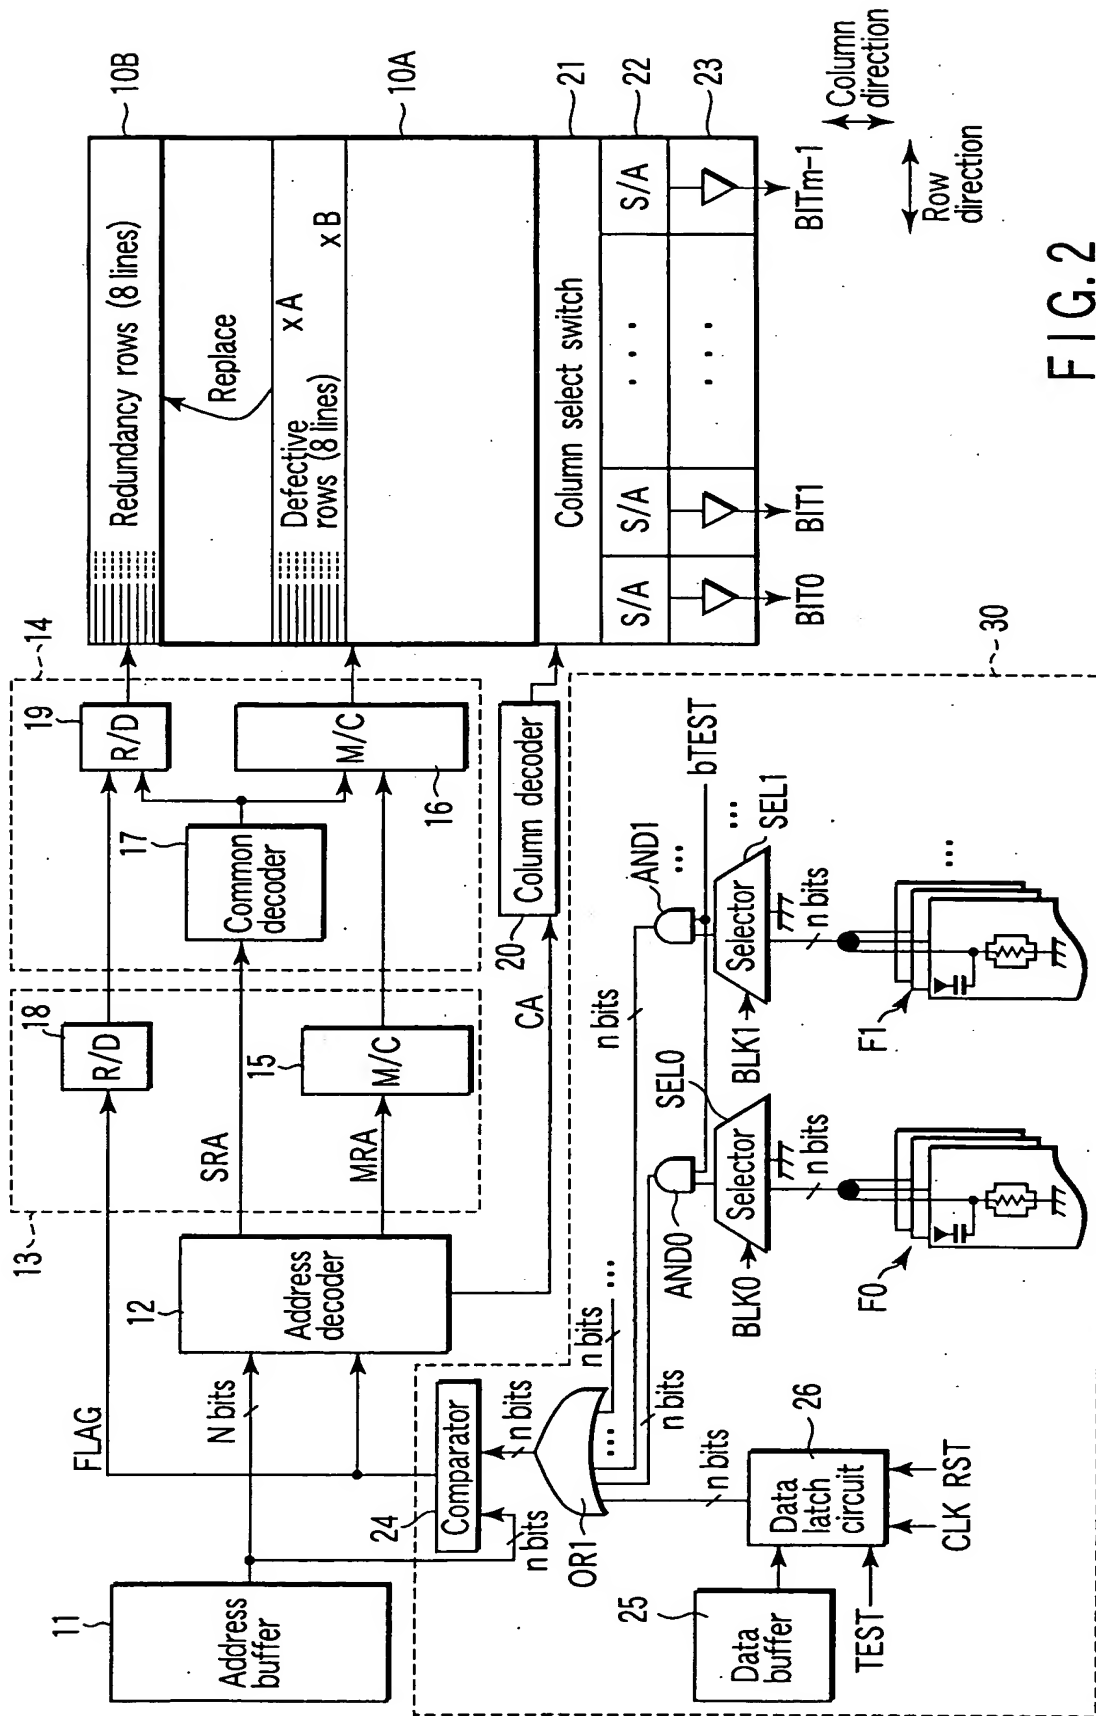 11
Address
buffer
N bits
FLAG
12
Address
decoder
13
18
R/D
SRA
15
M/C
MRA
14
19
R/D
17
Common
decoder
M/C
16
CA
20
Column decoder
10B
Redundancy rows (8 lines)
Replace
x A
Defective
rows (8 lines)
x B
10A
Column select switch
21
S/A
S/A
...
S/A
22
...
23
BIT0
BIT1
BITm-1
Column
direction
Row
direction
24
Comparator
n bits
n bits
OR1
...
n bits
n bits
n bits
...
n bits
25
Data
buffer
26
Data
latch
circuit
TEST
CLK
RST
30
bTEST
AND0
SEL0
Selector
BLK0
n bits
F0
AND1
...
SEL1
...
Selector
BLK1
n bits
F1
...
FIG. 2